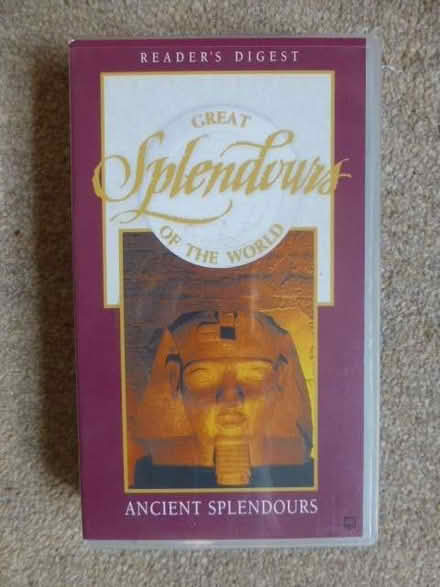 READER'S DIGEST
GREAT
Splendours
OF THE WORLD
ANCIENT SPLENDOURS